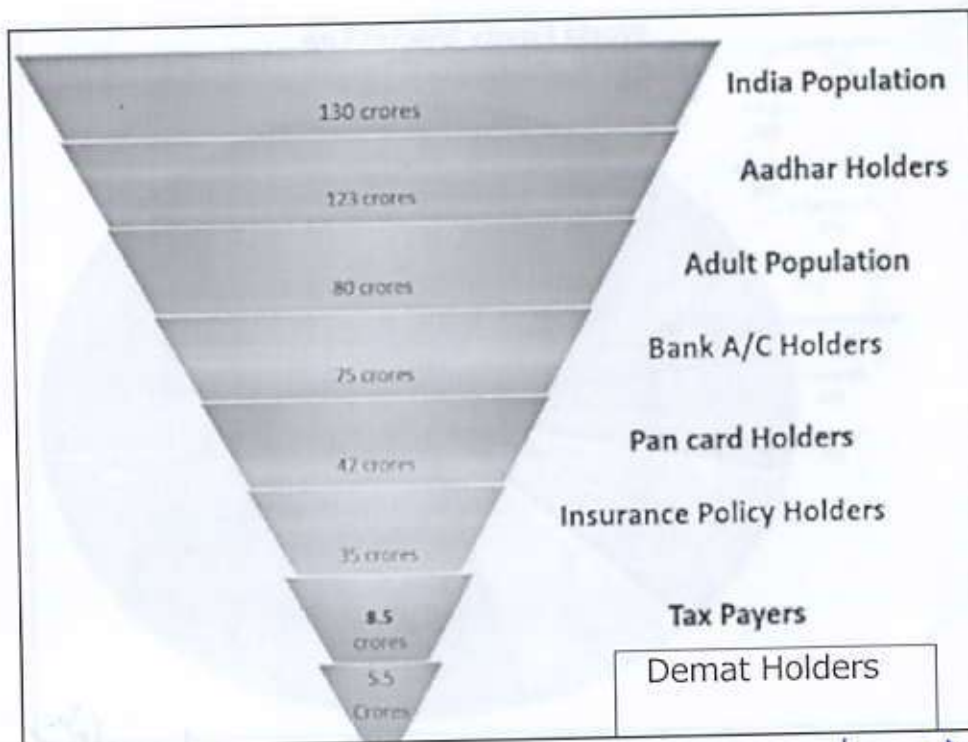 India Population
130 crores
Aadhar Holders
123 crores
Adult Population
80 crores
Bank A/C Holders
75 crores
Pan card Holders
47 crores
Insurance Policy Holders
35 crores
Tax Payers
8.5
crores
Demat Holders
5.5
Crores